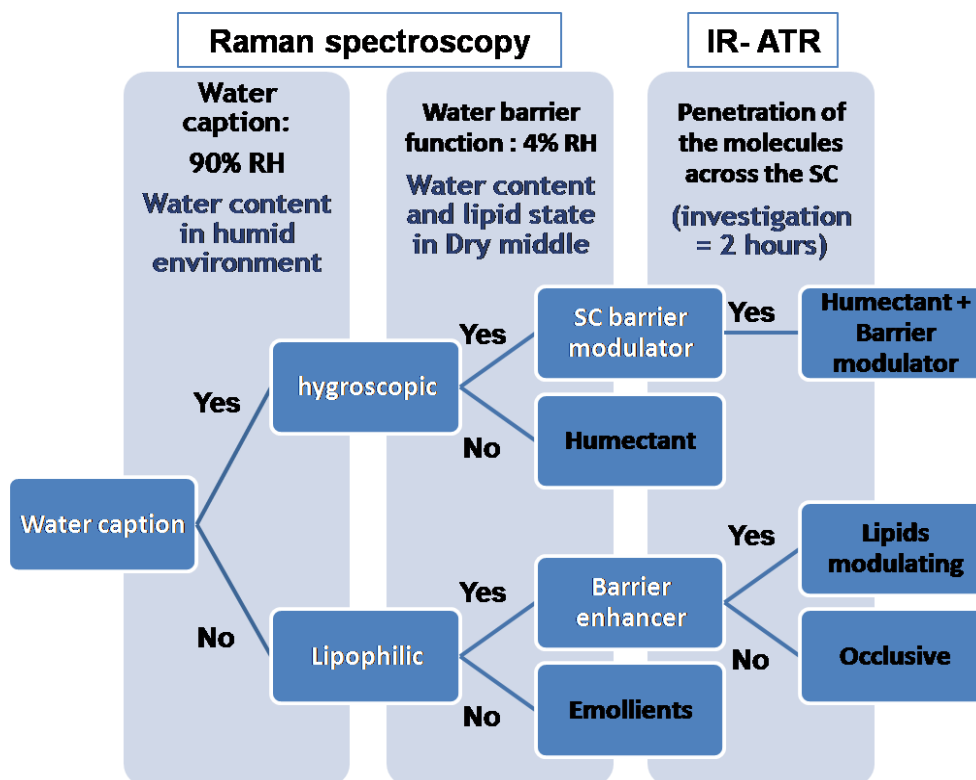 Raman spectroscopy
IR- ATR
Water
caption:
90% RH
Water content
in humid
environment
Water barrier
function : 4% RH
Water content
and lipid state
in Dry middle
Penetration of
the molecules
across the SC
(investigation
= 2 hours)
Water caption
Yes
No
hygroscopic
Lipophilic
Yes
No
Yes
No
SC barrier
modulator
Humectant
Barrier
enhancer
Emollients
Yes
Yes
No
Humectant +
Barrier
modulator
Lipids
modulating
Occlusive